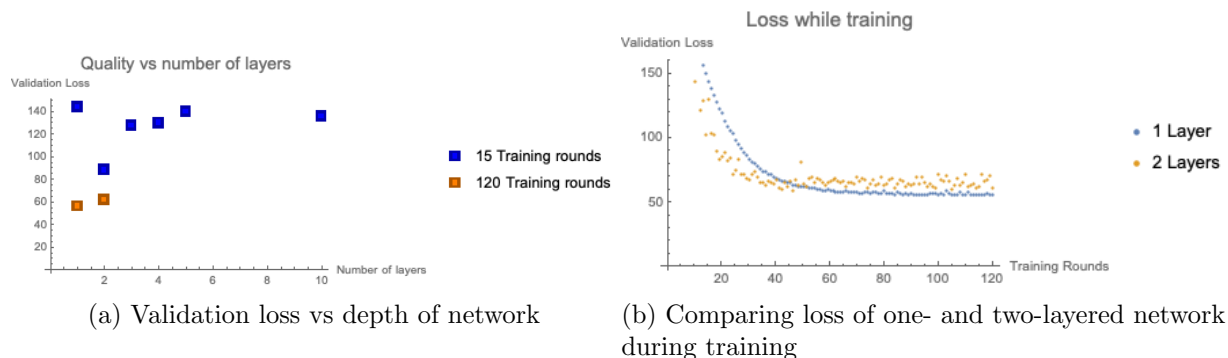 Quality vs number of layers
Validation Loss
140
120
100
80
60
40
20
2
4
6
8
10
Number of layers
15 Training rounds
120 Training rounds
(a) Validation loss vs depth of network
Loss while training
Validation Loss
150
100
50
20
40
60
80
100
120
Training Rounds
1 Layer
2 Layers
(b) Comparing loss of one- and two-layered network
during training